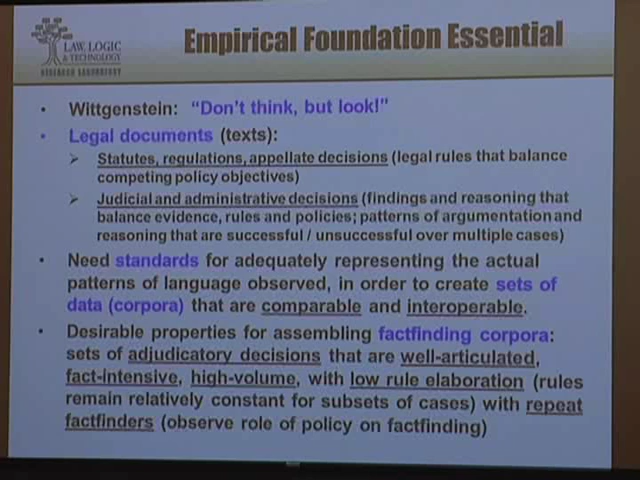 LAW, LOGIC
& TECHNOLOGY
RESEARCH LABORATORY
Empirical Foundation Essential
• Wittgenstein: “Don’t think, but look!”
• Legal documents (texts):
➢ Statutes, regulations, appellate decisions (legal rules that balance
competing policy objectives)
➢ Judicial and administrative decisions (findings and reasoning that
balance evidence, rules and policies; patterns of argumentation and
reasoning that are successful / unsuccessful over multiple cases)
• Need standards for adequately representing the actual
patterns of language observed, in order to create sets of
data (corpora) that are comparable and interoperable.
• Desirable properties for assembling factfinding corpora:
sets of adjudicatory decisions that are well-articulated,
fact-intensive, high-volume, with low rule elaboration (rules
remain relatively constant for subsets of cases) with repeat
factfinders (observe role of policy on factfinding)